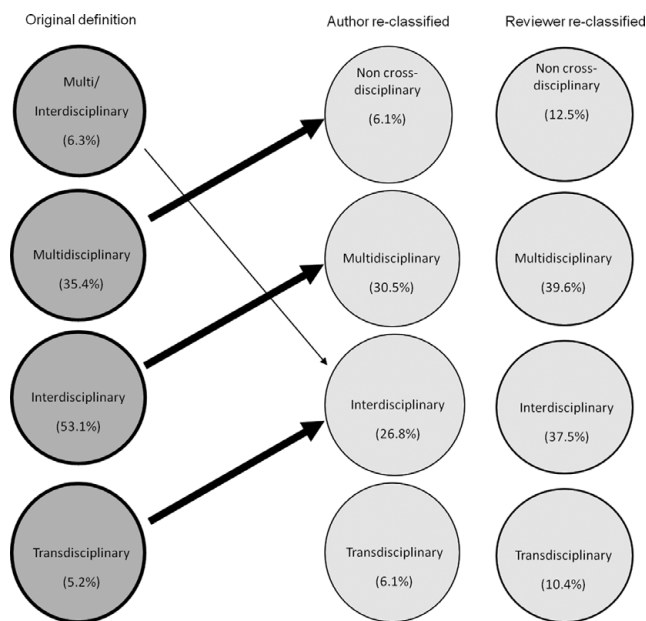 Original definition
Author re-classified
Reviewer re-classified
Multi/
Interdisciplinary
(6.3%)
Non cross-
disciplinary
(6.1%)
Non cross-
disciplinary
(12.5%)
Multidisciplinary
(35.4%)
Multidisciplinary
(30.5%)
Multidisciplinary
(39.6%)
Interdisciplinary
(53.1%)
Interdisciplinary
(26.8%)
Interdisciplinary
(37.5%)
Transdisciplinary
(5.2%)
Transdisciplinary
(6.1%)
Transdisciplinary
(10.4%)